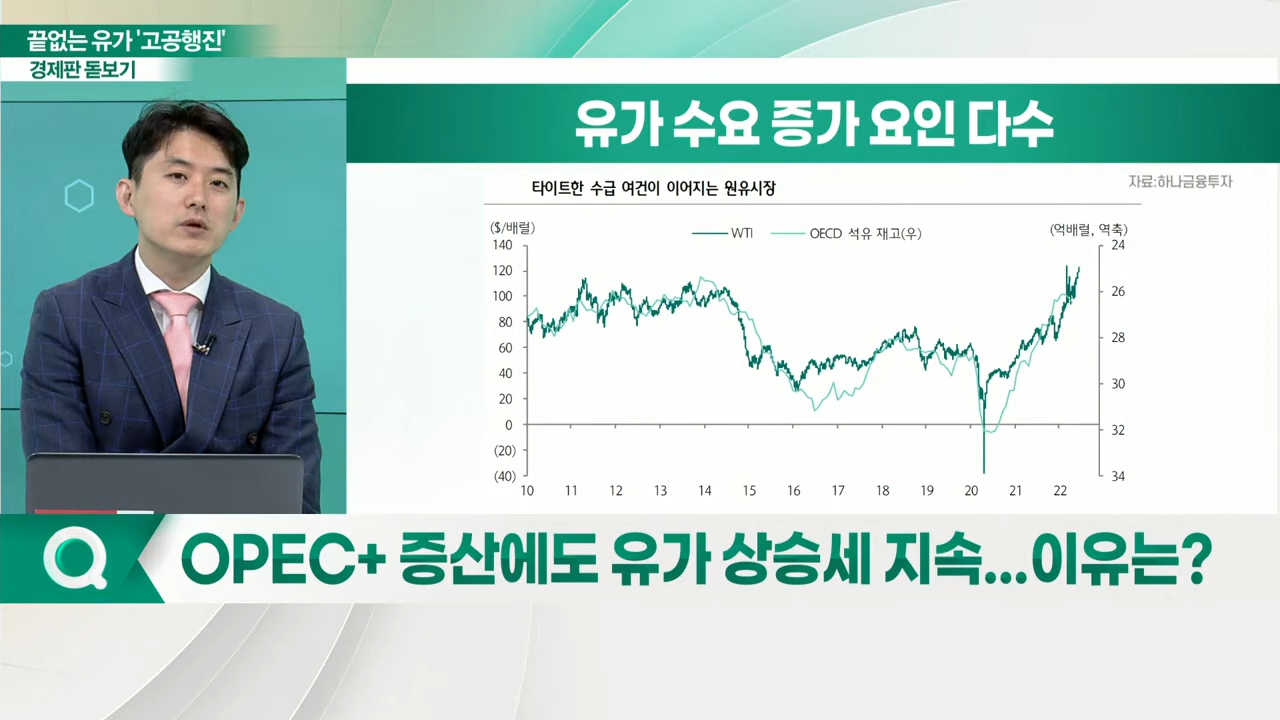 끝없는 유가 '고공행진'
경제판 돋보기
유가 수요 증가 요인 다수
자료:하나금융투자
타이트한 수급 여건이 이어지는 원유시장
($/배럴)
WTI
OECD 석유 재고(우)
(억배럴, 역축)
140
120
100
80
60
40
20
0
(20)
(40)
24
26
28
30
32
34
10 11 12 13 14 15 16 17 18 19 20 21 22
Q
OPEC+ 증산에도 유가 상승세 지속...이유는?